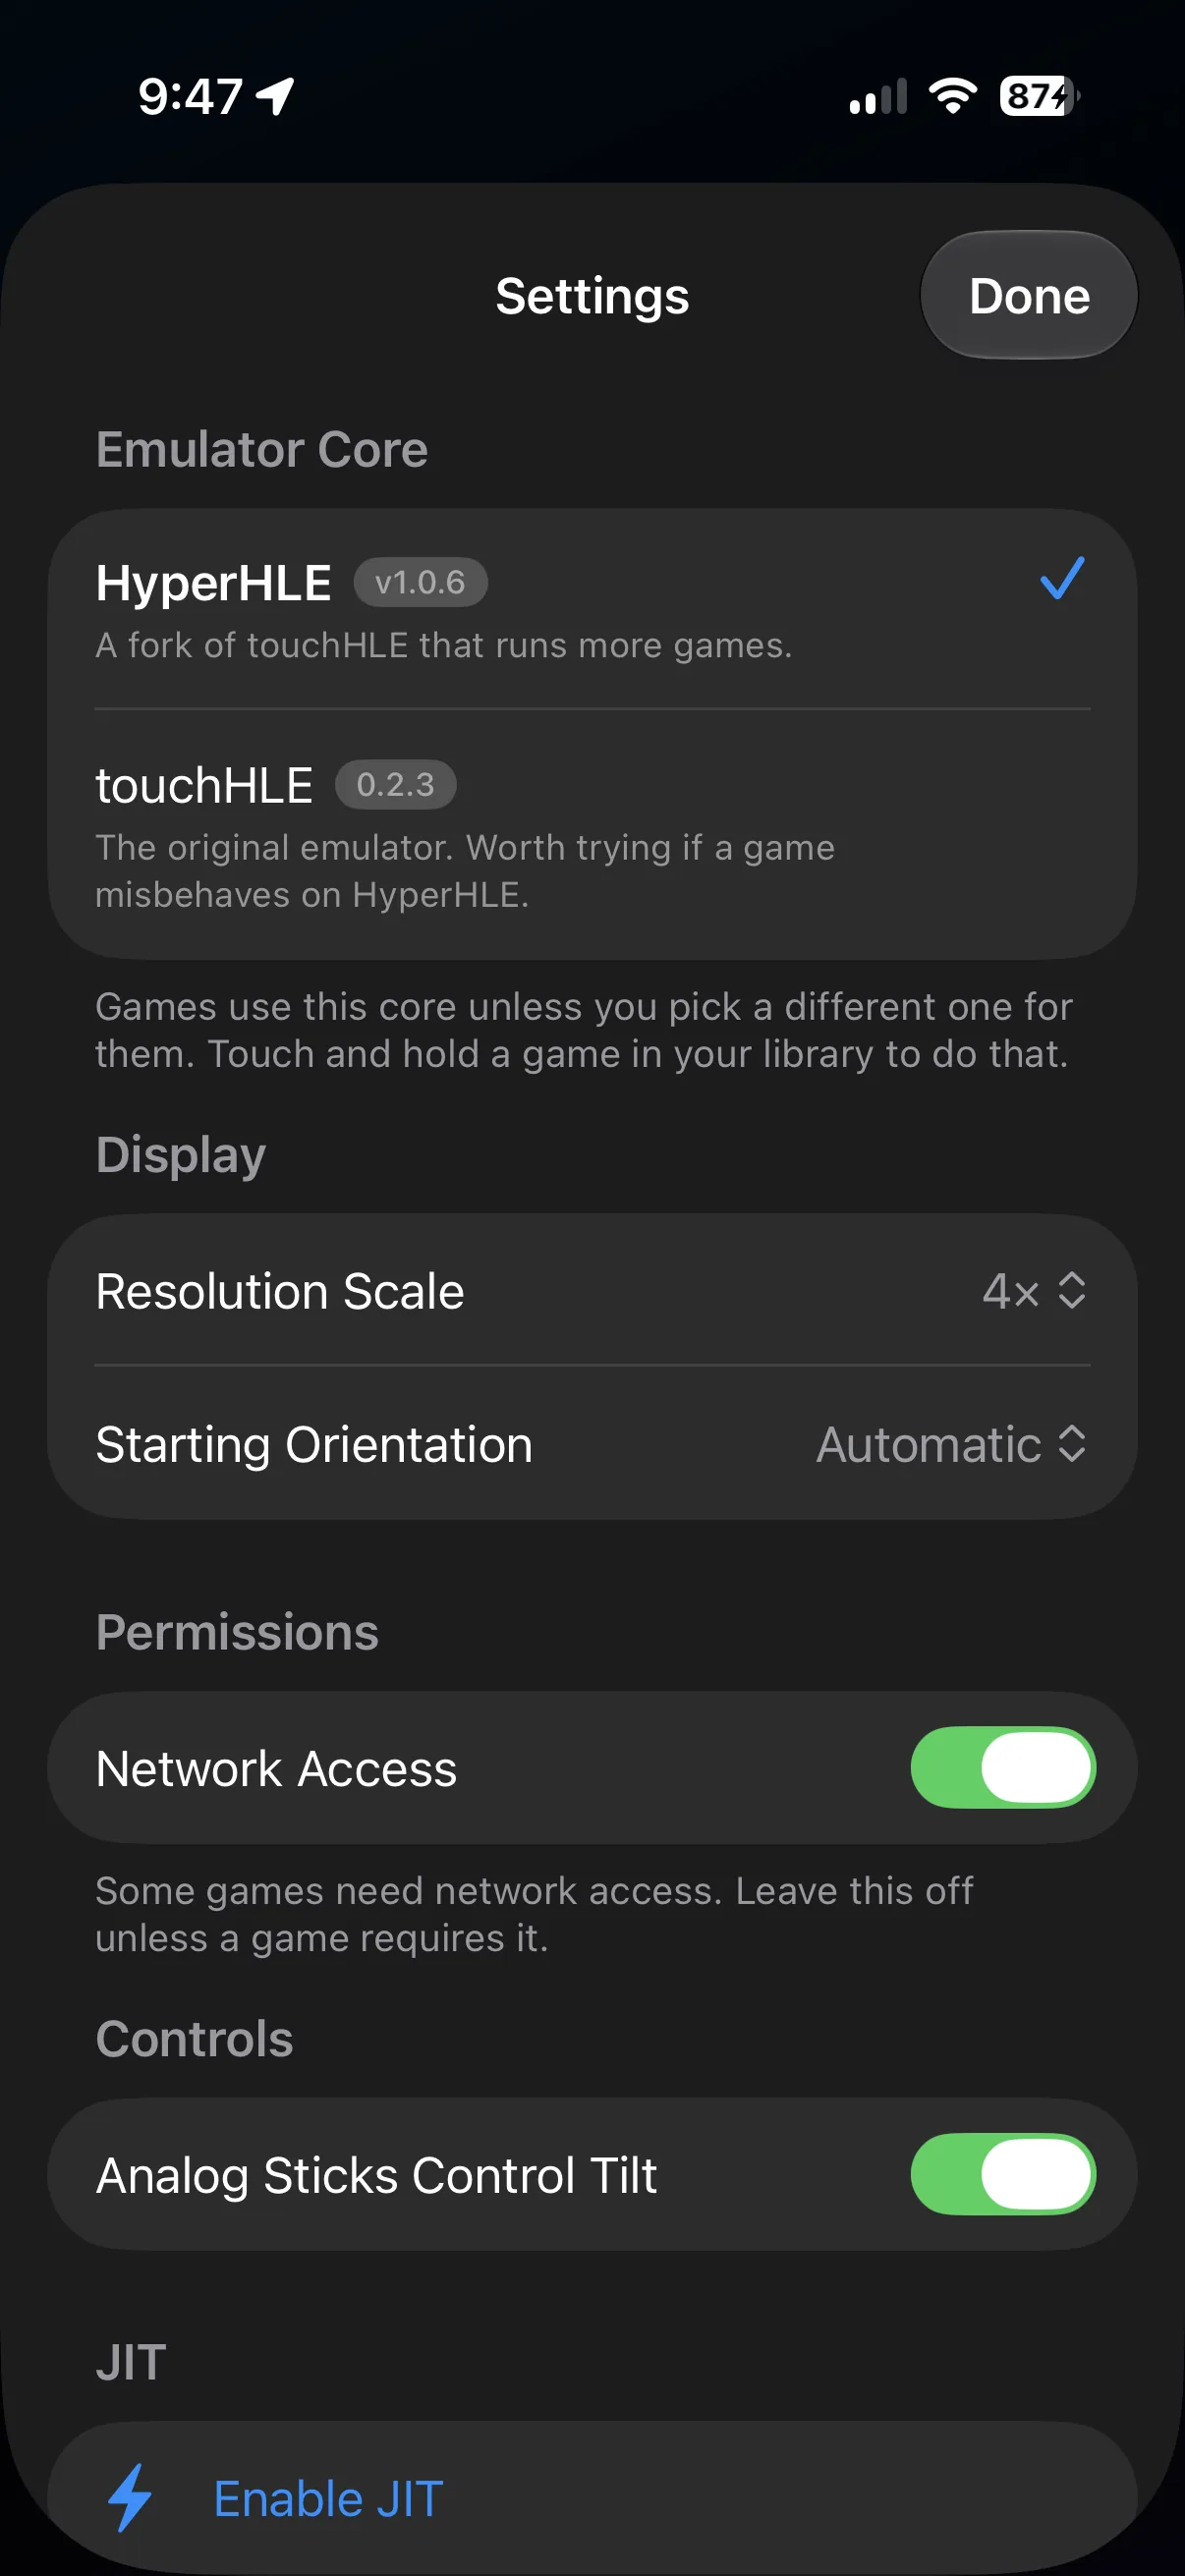 9:47
87
Settings
Done
Emulator Core
HyperHLE v1.0.6
A fork of touchHLE that runs more games.
touchHLE 0.2.3
The original emulator. Worth trying if a game
misbehaves on HyperHLE.
Games use this core unless you pick a different one for
them. Touch and hold a game in your library to do that.
Display
Resolution Scale 4×
Starting Orientation Automatic
Permissions
Network Access
Some games need network access. Leave this off
unless a game requires it.
Controls
Analog Sticks Control Tilt
JIT
Enable JIT